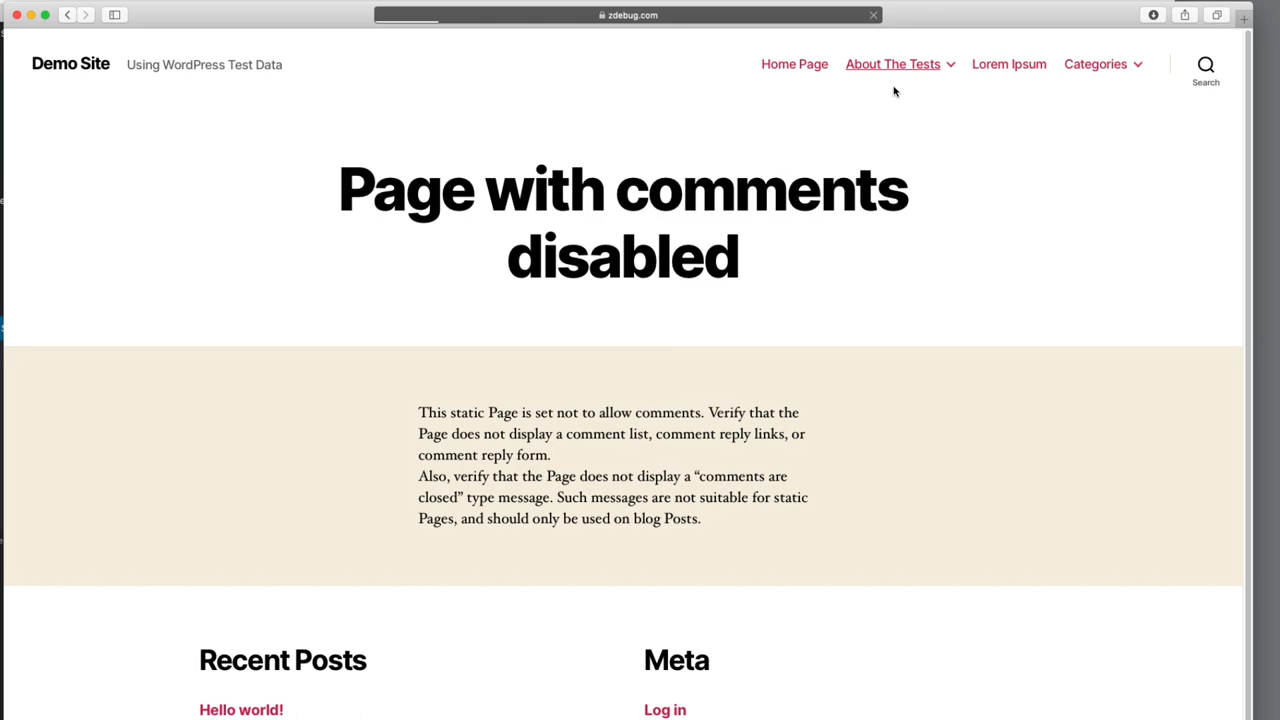 zdebug.com
Demo Site Using WordPress Test Data Home Page About The Tests Lorem Ipsum Categories
Search
Page with comments
disabled
This static Page is set not to allow comments. Verify that the
Page does not display a comment list, comment reply links, or
comment reply form.
Also, verify that the Page does not display a “comments are
closed” type message. Such messages are not suitable for static
Pages, and should only be used on blog Posts.
Recent Posts
Meta
Hello world!
Log in